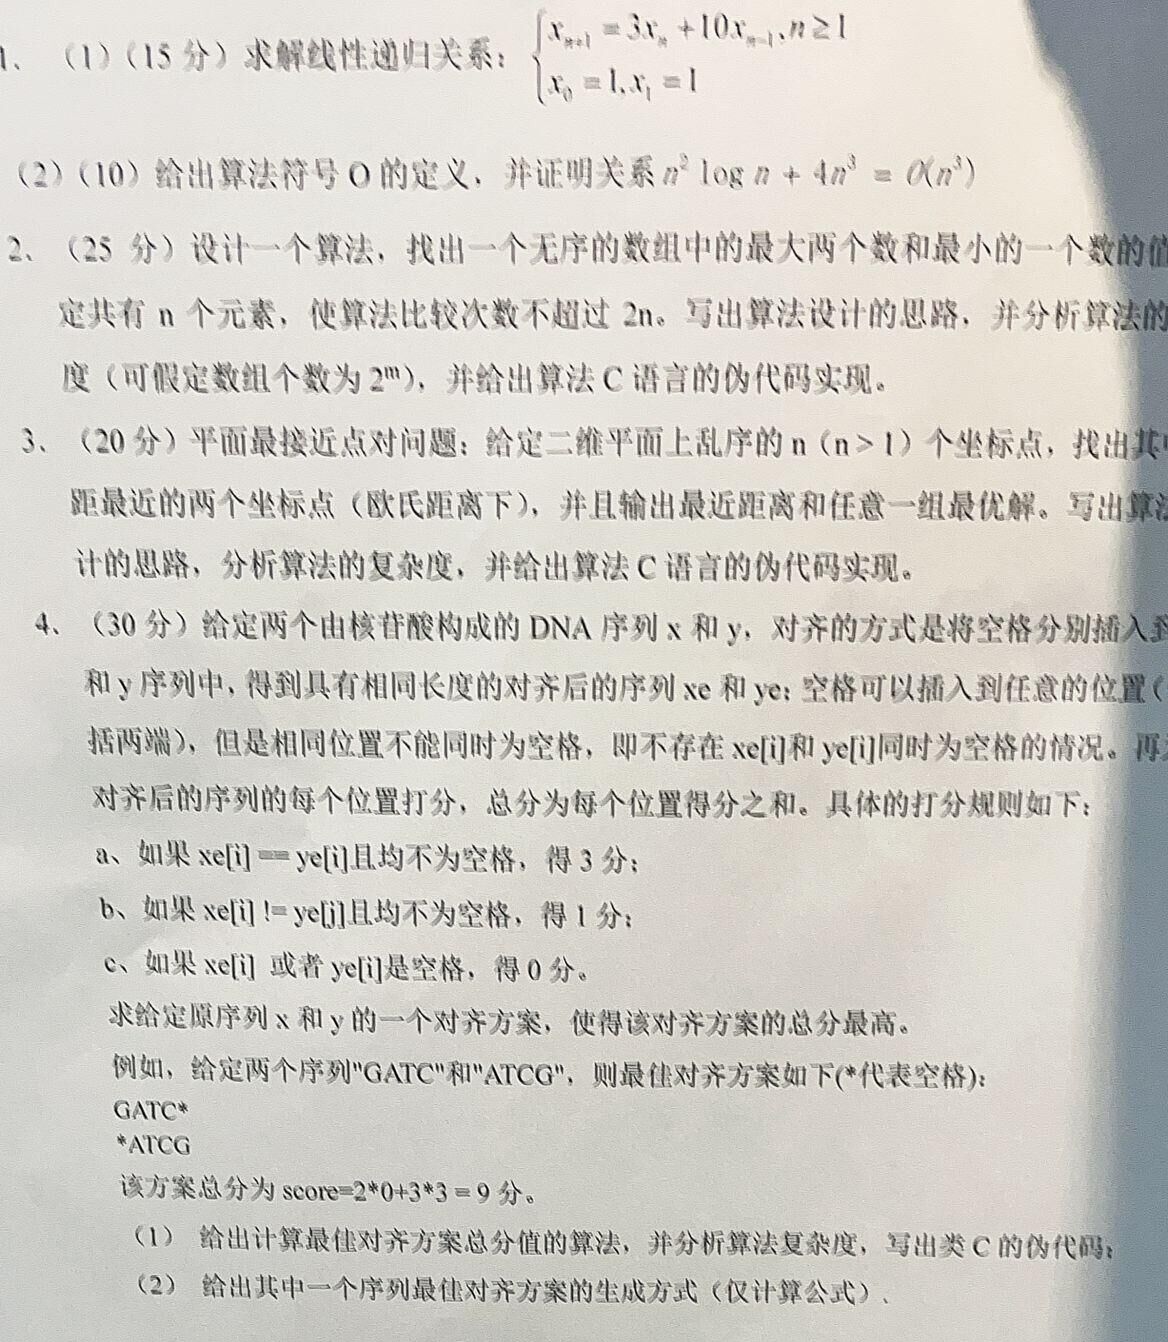 1、（1）（15 分）求解线性递归关系：{x_{n+1} = 3x_n + 10x_{n-1}, n ≥ 1
x_0 = 1, x_1 = 1
（2）（10）给出算法符号 O 的定义，并证明关系 n² log n + 4n³ = O(n³)
2、（25 分）设计一个算法，找出一个无序的数组中的最大两个数和最小的一个数的值
定共有 n 个元素，使算法比较次数不超过 2n。写出算法设计的思路，并分析算法的
度（可假定数组个数为 2ᵐ），并给出算法 C 语言的伪代码实现。
3、（20 分）平面最接近点对问题：给定二维平面上乱序的 n（n > 1）个坐标点，找出其
距最近的两个坐标点（欧氏距离下），并且输出最近距离和任意一组最优解。写出算法
计的思路，分析算法的复杂度，并给出算法 C 语言的伪代码实现。
4、（30 分）给定两个由核苷酸构成的 DNA 序列 x 和 y，对齐的方式是将空格分别插入到
和 y 序列中，得到具有相同长度的对齐后的序列 xe 和 ye；空格可以插入到任意的位置（
括两端），但是相同位置不能同时为空格，即不存在 xe[i]和 ye[i]同时为空格的情况。再
对齐后的序列的每个位置打分，总分为每个位置得分之和。具体的打分规则如下：
a、如果 xe[i] == ye[i]且均不为空格，得 3 分；
b、如果 xe[i] != ye[j]且均不为空格，得 1 分；
c、如果 xe[i] 或者 ye[i]是空格，得 0 分。
求给定原序列 x 和 y 的一个对齐方案，使得该对齐方案的总分最高。
例如，给定两个序列"GATC"和"ATCG"，则最佳对齐方案如下(*代表空格)：
GATC*
*ATCG
该方案总分为 score=2*0+3*3 = 9 分。
（1） 给出计算最佳对齐方案总分值的算法，并分析算法复杂度，写出类 C 的伪代码；
（2） 给出其中一个序列最佳对齐方案的生成方式（仅计算公式）.